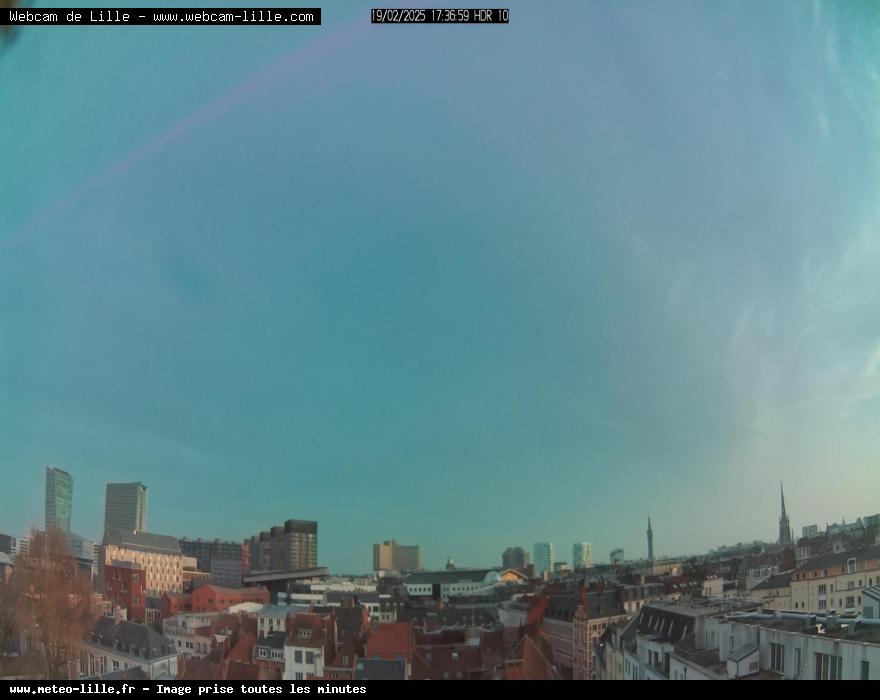 Webcam de Lille - www.webcam-lille.com
19/02/2025 17:36:59 HDR 10
www.meteo-lille.fr - Image prise toutes les minutes